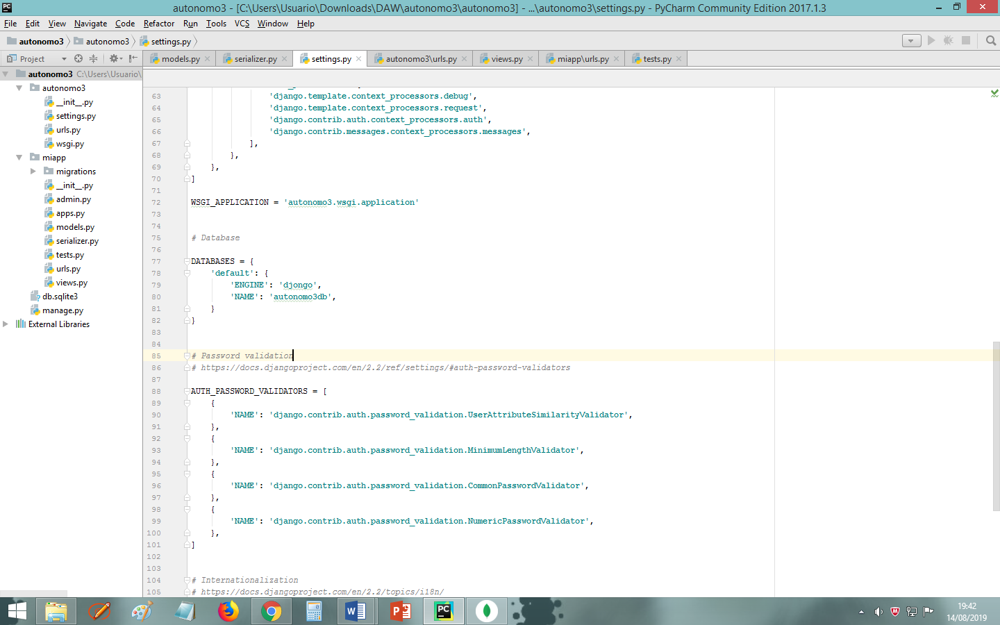 autonomo3 - [C:\Users\Usuario\Downloads\DAW\autonomo3\autonomo3] - ...\autonomo3\settings.py - PyCharm Community Edition 2017.1.3
File Edit View Navigate Code Refactor Run Tools VCS Window Help
autonomo3 autonomo3 settings.py
Project models.py serializer.py settings.py autonomo3\urls.py views.py miapp\urls.py tests.py
autonomo3 C:\Users\Usuario\
autonomo3
__init__.py
settings.py
urls.py
wsgi.py
miapp
migrations
__init__.py
admin.py
apps.py
models.py
serializer.py
tests.py
urls.py
views.py
db.sqlite3
manage.py
External Libraries
63 'django.template.context_processors.debug',
64 'django.template.context_processors.request',
65 'django.contrib.auth.context_processors.auth',
66 'django.contrib.messages.context_processors.messages',
67 ],
68 },
69 },
70 ]
71
72 WSGI_APPLICATION = 'autonomo3.wsgi.application'
73
74
75 # Database
76
77 DATABASES = {
78 'default': {
79 'ENGINE': 'djongo',
80 'NAME': 'autonomo3db',
81 }
82 }
83
84
85 # Password validation
86 # https://docs.djangoproject.com/en/2.2/ref/settings/#auth-password-validators
87
88 AUTH_PASSWORD_VALIDATORS = [
89 {
90 'NAME': 'django.contrib.auth.password_validation.UserAttributeSimilarityValidator',
91 },
92 {
93 'NAME': 'django.contrib.auth.password_validation.MinimumLengthValidator',
94 },
95 {
96 'NAME': 'django.contrib.auth.password_validation.CommonPasswordValidator',
97 },
98 {
99 'NAME': 'django.contrib.auth.password_validation.NumericPasswordValidator',
100 },
101 ]
102
103
104 # Internationalization
105 # https://docs.djangoproject.com/en/2.2/topics/i18n/
19:42
14/08/2019